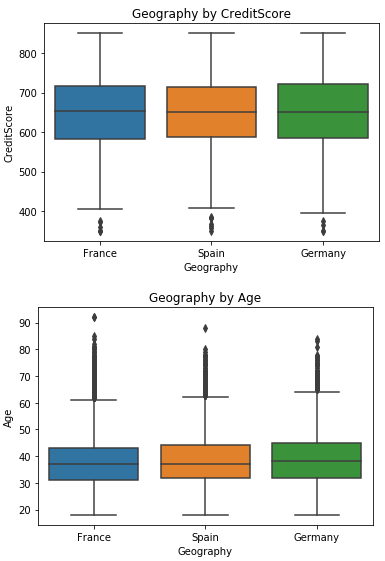 Geography by CreditScore
800
700
600
500
400
CreditScore
France Spain Germany
Geography
Geography by Age
90
80
70
60
50
40
30
20
Age
France Spain Germany
Geography